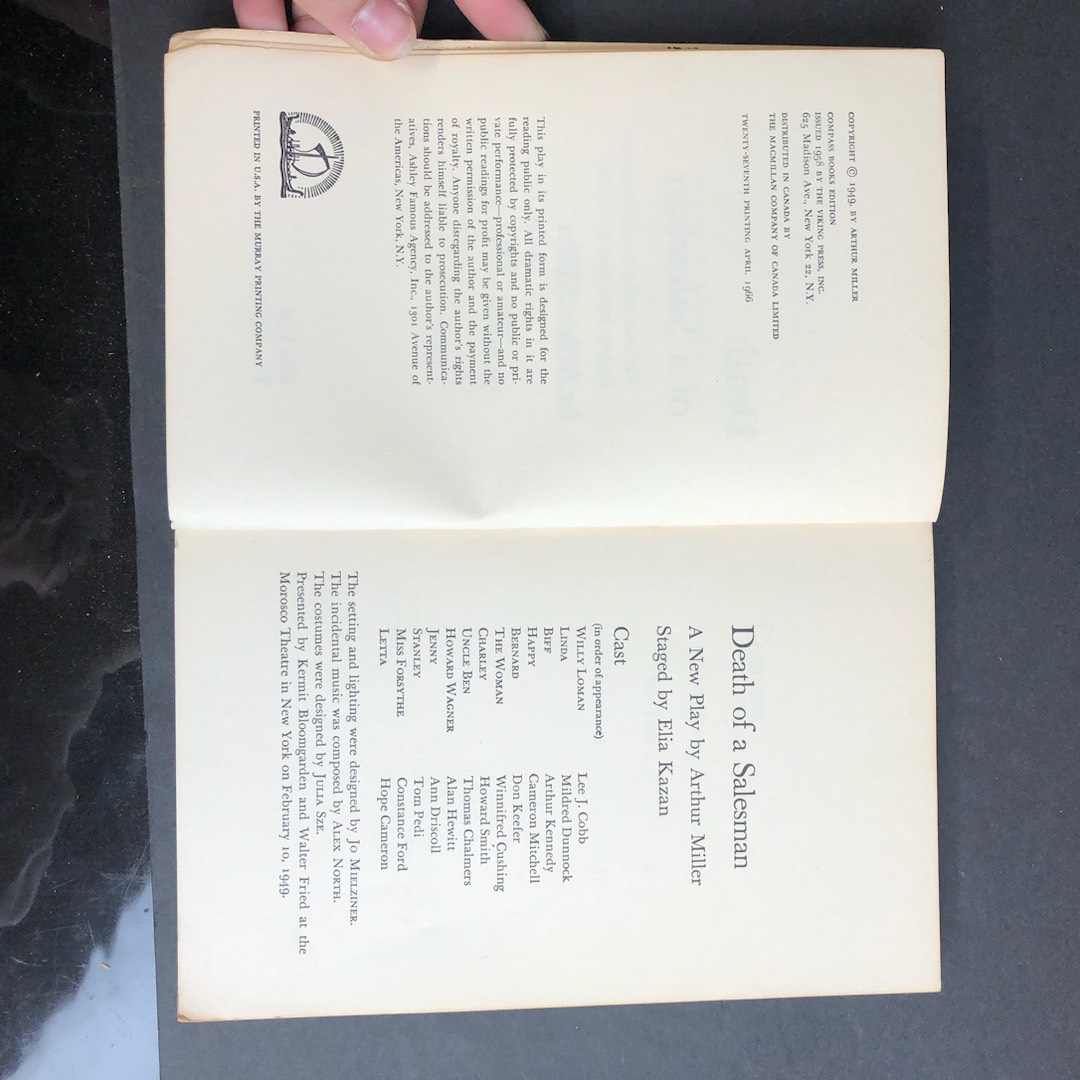 COPYRIGHT © 1949, BY ARTHUR MILLER
COMPASS BOOKS EDITION
ISSUED 1958 BY THE VIKING PRESS, INC.
625 Madison Ave., New York 22, N.Y.
DISTRIBUTED IN CANADA BY
THE MACMILLAN COMPANY OF CANADA LIMITED
TWENTY-SEVENTH PRINTING APRIL 1966
This play in its printed form is designed for the
reading public only. All dramatic rights in it are
fully protected by copyrights and no public or pri-
vate performance—professional or amateur—and no
public readings for profit may be given without the
written permission of the author and the payment
of royalty. Anyone disregarding the author's rights
renders himself liable to prosecution. Communica-
tions should be addressed to the author's represent-
atives, Ashley Famous Agency, Inc., 1301 Avenue of
the Americas, New York, N.Y.
PRINTED IN U.S.A. BY THE MURRAY PRINTING COMPANY
Death of a Salesman
A New Play by Arthur Miller
Staged by Elia Kazan
Cast
(in order of appearance)
WILLY LOMAN Lee J. Cobb
LINDA Mildred Dunnock
BIFF Arthur Kennedy
HAPPY Cameron Mitchell
BERNARD Don Keefer
THE WOMAN Winnifred Cushing
CHARLEY Howard Smith
UNCLE BEN Thomas Chalmers
HOWARD WAGNER Alan Hewitt
JENNY Ann Driscoll
STANLEY Tom Pedi
MISS FORSYTHE Constance Ford
LETTA Hope Cameron
The setting and lighting were designed by JO MIELZINER.
The incidental music was composed by ALEX NORTH.
The costumes were designed by JULIA SZE.
Presented by Kermit Bloomgarden and Walter Fried at the
Morosco Theatre in New York on February 10, 1949.